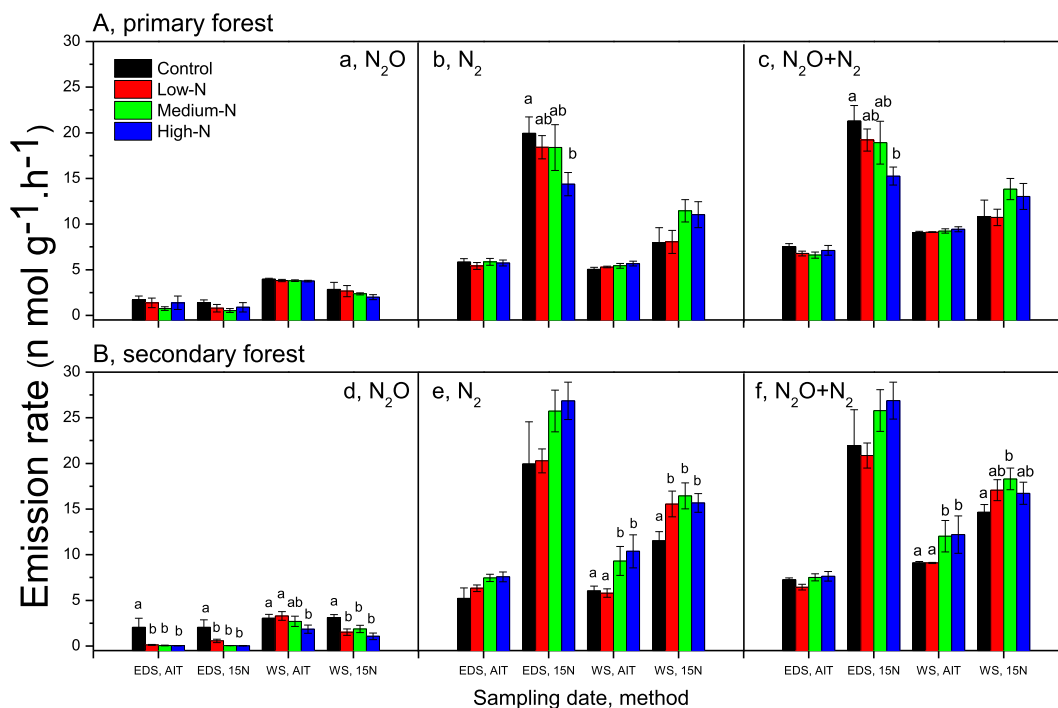 A, primary forest
Emission rate (n mol g⁻¹.h⁻¹)
30
25
20
15
10
5
0
Control
Low-N
Medium-N
High-N
a, N₂O
b, N₂
a ab ab b
c, N₂O+N₂
a ab ab b
B, secondary forest
30
25
20
15
10
5
0
d, N₂O
a b b b a b b b a a ab b a b b b
e, N₂
a a b b a b b b
f, N₂O+N₂
a a b b a ab b ab
EDS, AIT EDS, 15N WS, AIT WS, 15N EDS, AIT EDS, 15N WS, AIT WS, 15N EDS, AIT EDS, 15N WS, AIT WS, 15N
Sampling date, method